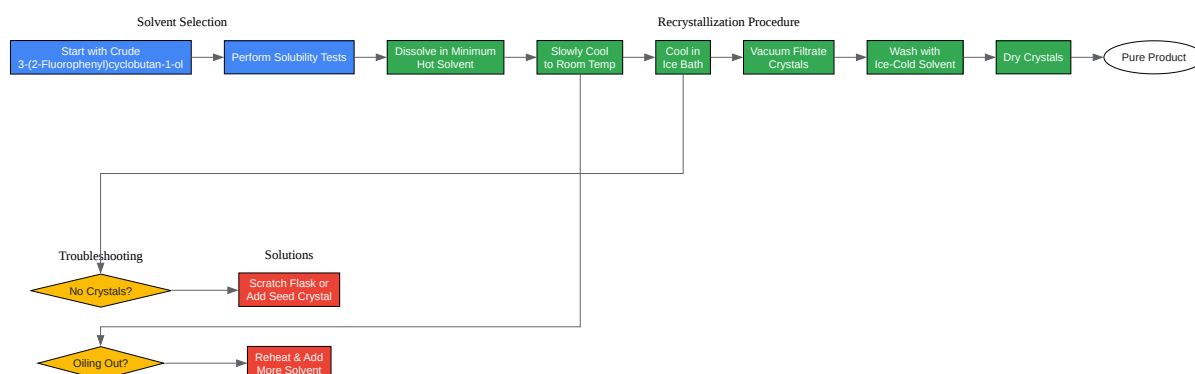 Solvent Selection
Recrystallization Procedure
Start with Crude
3-(2-Fluorophenyl)cyclobutan-1-ol
Perform Solubility Tests
Dissolve in Minimum
Hot Solvent
Slowly Cool
to Room Temp
Cool in
Ice Bath
Vacuum Filtrate
Crystals
Wash with
Ice-Cold Solvent
Dry Crystals
Pure Product
Troubleshooting
Solutions
No Crystals?
Scratch Flask or
Add Seed Crystal
Oiling Out?
Reheat & Add
More Solvent